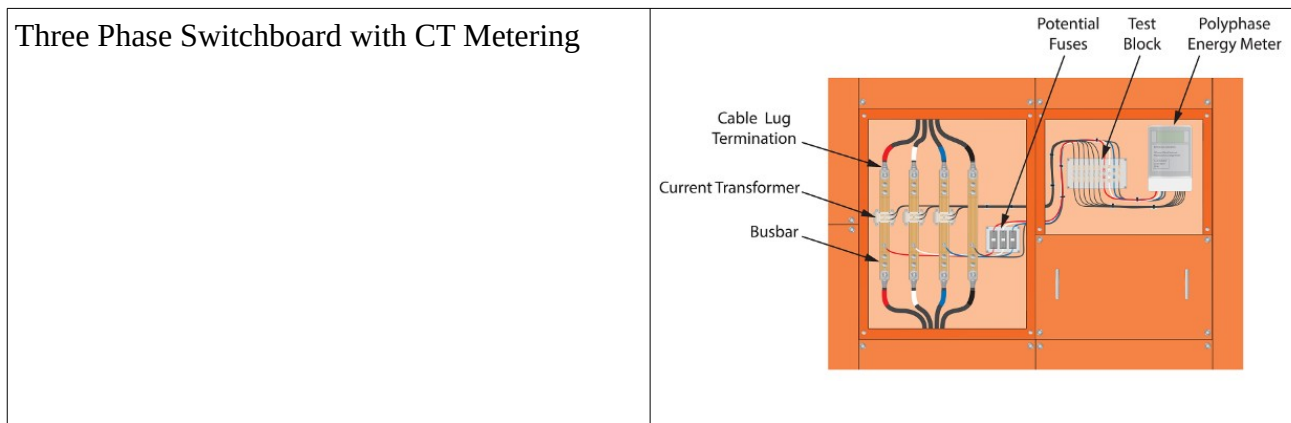 Three Phase Switchboard with CT Metering
Potential
Fuses
Test
Block
Polyphase
Energy Meter
Cable Lug
Termination
Current Transformer
Busbar